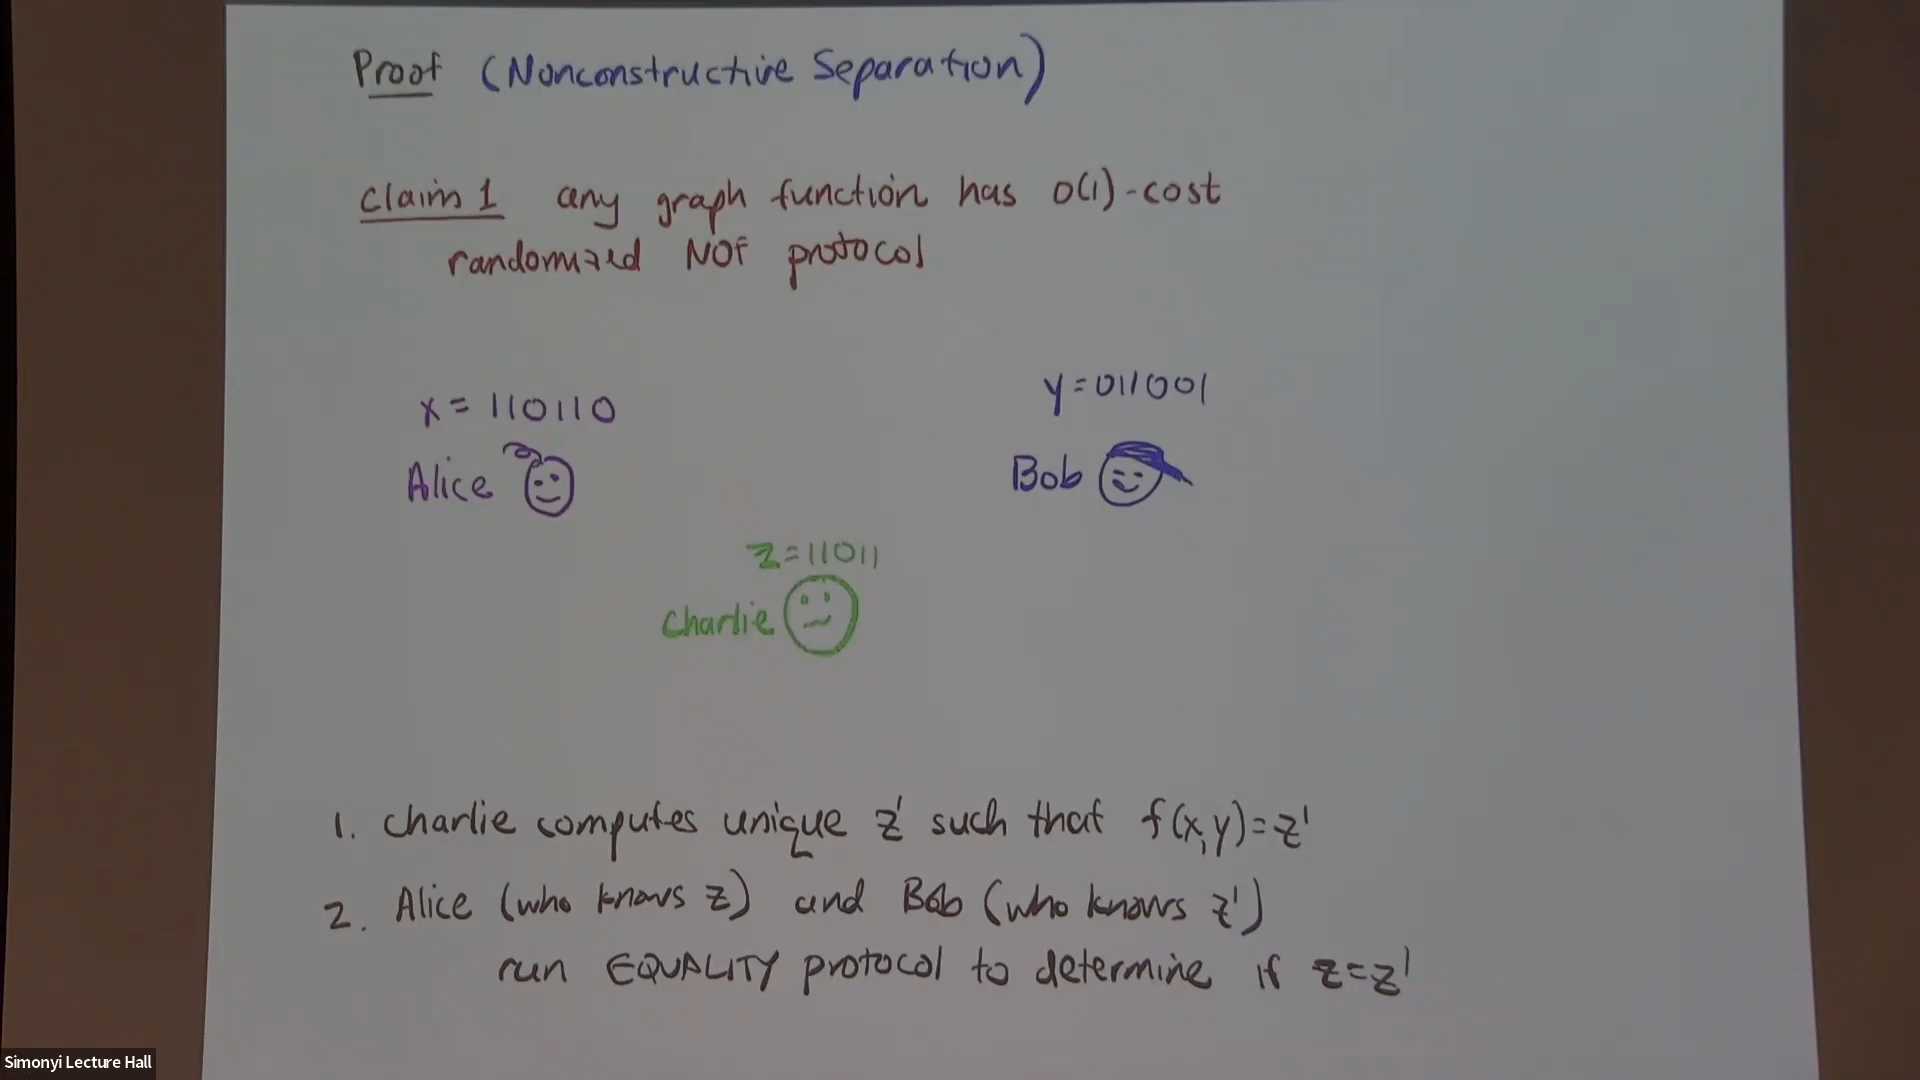 Proof (Nonconstructive Separation)
Claim 1 any graph function has O(1)-cost
randomized NOF protocol
x = 110110
y = 011001
Alice
Bob
z = 11011
Charlie
1. Charlie computes unique z' such that f(x,y)=z'
2. Alice (who knows z) and Bob (who knows z')
run EQUALITY protocol to determine if z=z'
Simonyi Lecture Hall